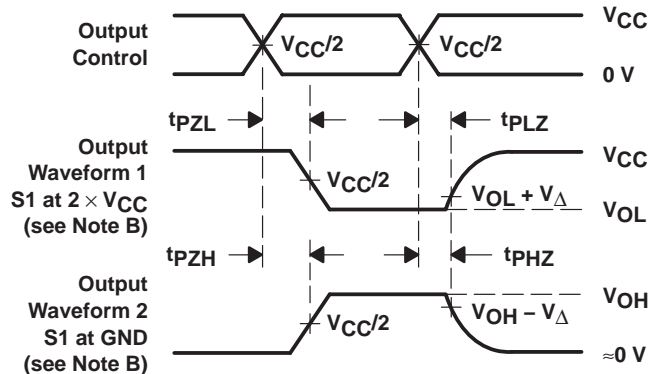 Output
Control
VCC/2
VCC/2
VCC
0 V
tPZL
tPLZ
Output
Waveform 1
S1 at 2 × VCC
(see Note B)
VCC/2
VOL + VΔ
VCC
VOL
tPZH
tPHZ
Output
Waveform 2
S1 at GND
(see Note B)
VCC/2
VOH − VΔ
VOH
≈0 V